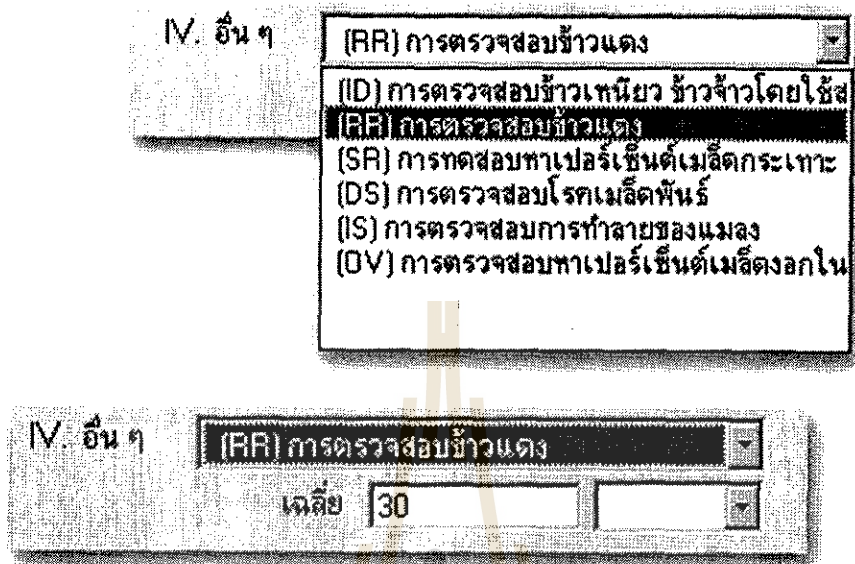 IV. อื่น ๆ (RR) การตรวจสอบข้าวแดง
(ID) การตรวจสอบข้าวเหนียว ข้าวจ้าวโดยใช้ส
(RR) การตรวจสอบข้าวแดง
(SR) การทดสอบหาเปอร์เซ็นต์เมล็ดกระเทาะ
(DS) การตรวจสอบโรคเมล็ดพันธ์
(IS) การตรวจสอบการทำลายของแมลง
(OV) การตรวจสอบหาเปอร์เซ็นต์เมล็ดงอกใน
IV. อื่น ๆ (RR) การตรวจสอบข้าวแดง
เฉลี่ย 30